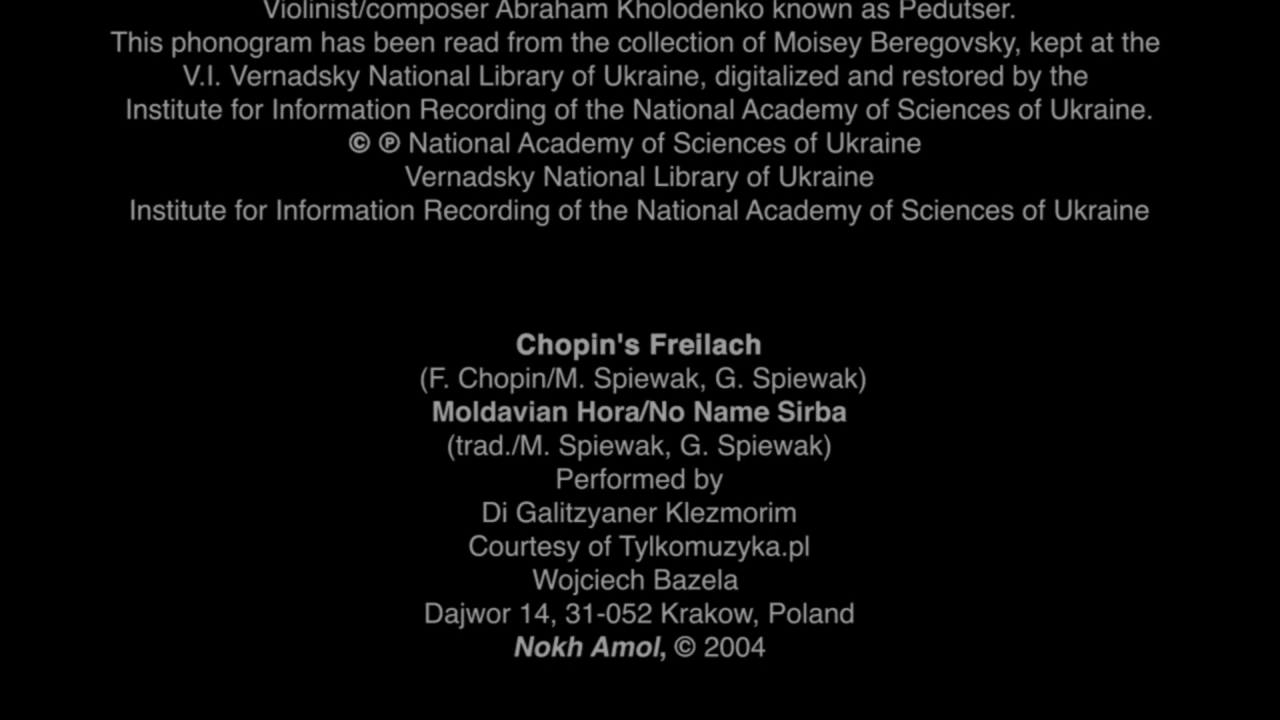 Violinist/composer Abraham Kholodenko known as Pedutser.
This phonogram has been read from the collection of Moisey Beregovsky, kept at the
V.I. Vernadsky National Library of Ukraine, digitalized and restored by the
Institute for Information Recording of the National Academy of Sciences of Ukraine.
© ℗ National Academy of Sciences of Ukraine
Vernadsky National Library of Ukraine
Institute for Information Recording of the National Academy of Sciences of Ukraine
Chopin's Freilach
(F. Chopin/M. Spiewak, G. Spiewak)
Moldavian Hora/No Name Sirba
(trad./M. Spiewak, G. Spiewak)
Performed by
Di Galitzyaner Klezmorim
Courtesy of Tylkomuzyka.pl
Wojciech Bazela
Dajwor 14, 31-052 Krakow, Poland
Nokh Amol, © 2004